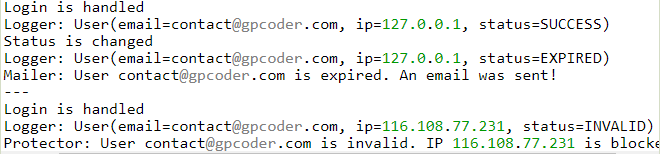 Login is handled
Logger: User(email=contact@gpcoder.com, ip=127.0.0.1, status=SUCCESS)
Status is changed
Logger: User(email=contact@gpcoder.com, ip=127.0.0.1, status=EXPIRED)
Mailer: User contact@gpcoder.com is expired. An email was sent!
---
Login is handled
Logger: User(email=contact@gpcoder.com, ip=116.108.77.231, status=INVALID)
Protector: User contact@gpcoder.com is invalid. IP 116.108.77.231 is blocke